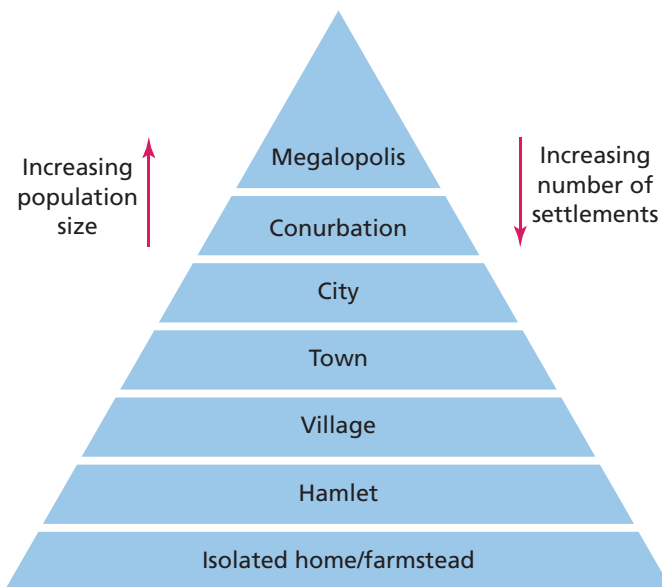 Megalopolis
Increasing
population
size
Increasing
number of
settlements
Conurbation
City
Town
Village
Hamlet
Isolated home/farmstead